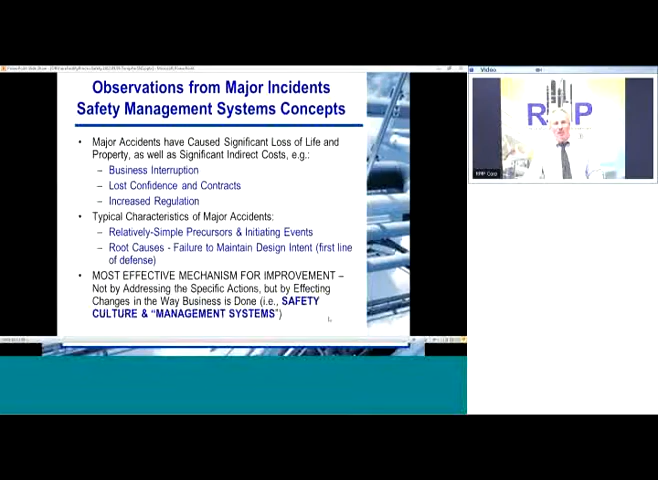 Observations from Major Incidents
Safety Management Systems Concepts
• Major Accidents have Caused Significant Loss of Life and
Property, as well as Significant Indirect Costs, e.g.:
– Business Interruption
– Lost Confidence and Contracts
– Increased Regulation
• Typical Characteristics of Major Accidents:
– Relatively-Simple Precursors & Initiating Events
– Root Causes - Failure to Maintain Design Intent (first line
of defense)
• MOST EFFECTIVE MECHANISM FOR IMPROVEMENT –
Not by Addressing the Specific Actions, but by Effecting
Changes in the Way Business is Done (i.e., SAFETY
CULTURE & "MANAGEMENT SYSTEMS")
Video